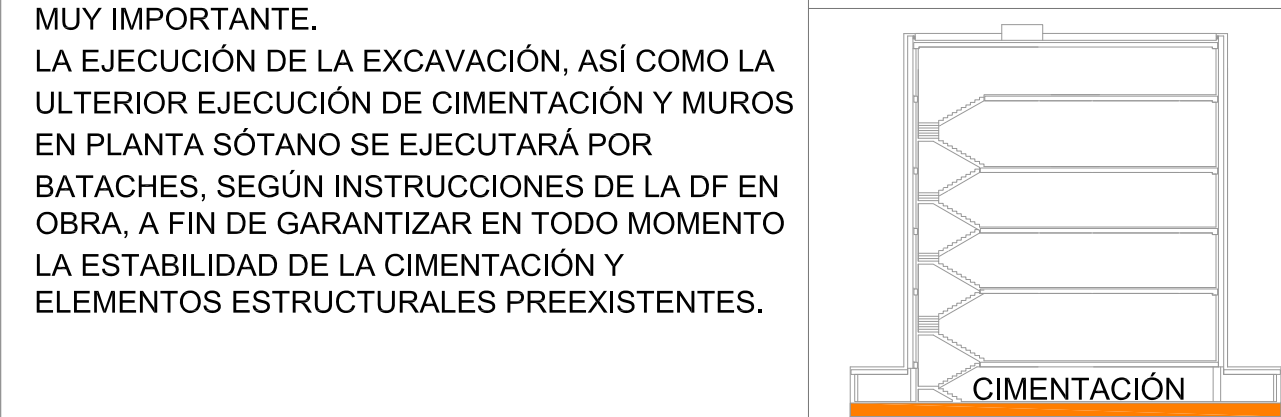 MUY IMPORTANTE.
LA EJECUCIÓN DE LA EXCAVACIÓN, ASÍ COMO LA
ULTERIOR EJECUCIÓN DE CIMENTACIÓN Y MUROS
EN PLANTA SÓTANO SE EJECUTARÁ POR
BATACHES, SEGÚN INSTRUCCIONES DE LA DF EN
OBRA, A FIN DE GARANTIZAR EN TODO MOMENTO
LA ESTABILIDAD DE LA CIMENTACIÓN Y
ELEMENTOS ESTRUCTURALES PREEXISTENTES.
CIMENTACIÓN